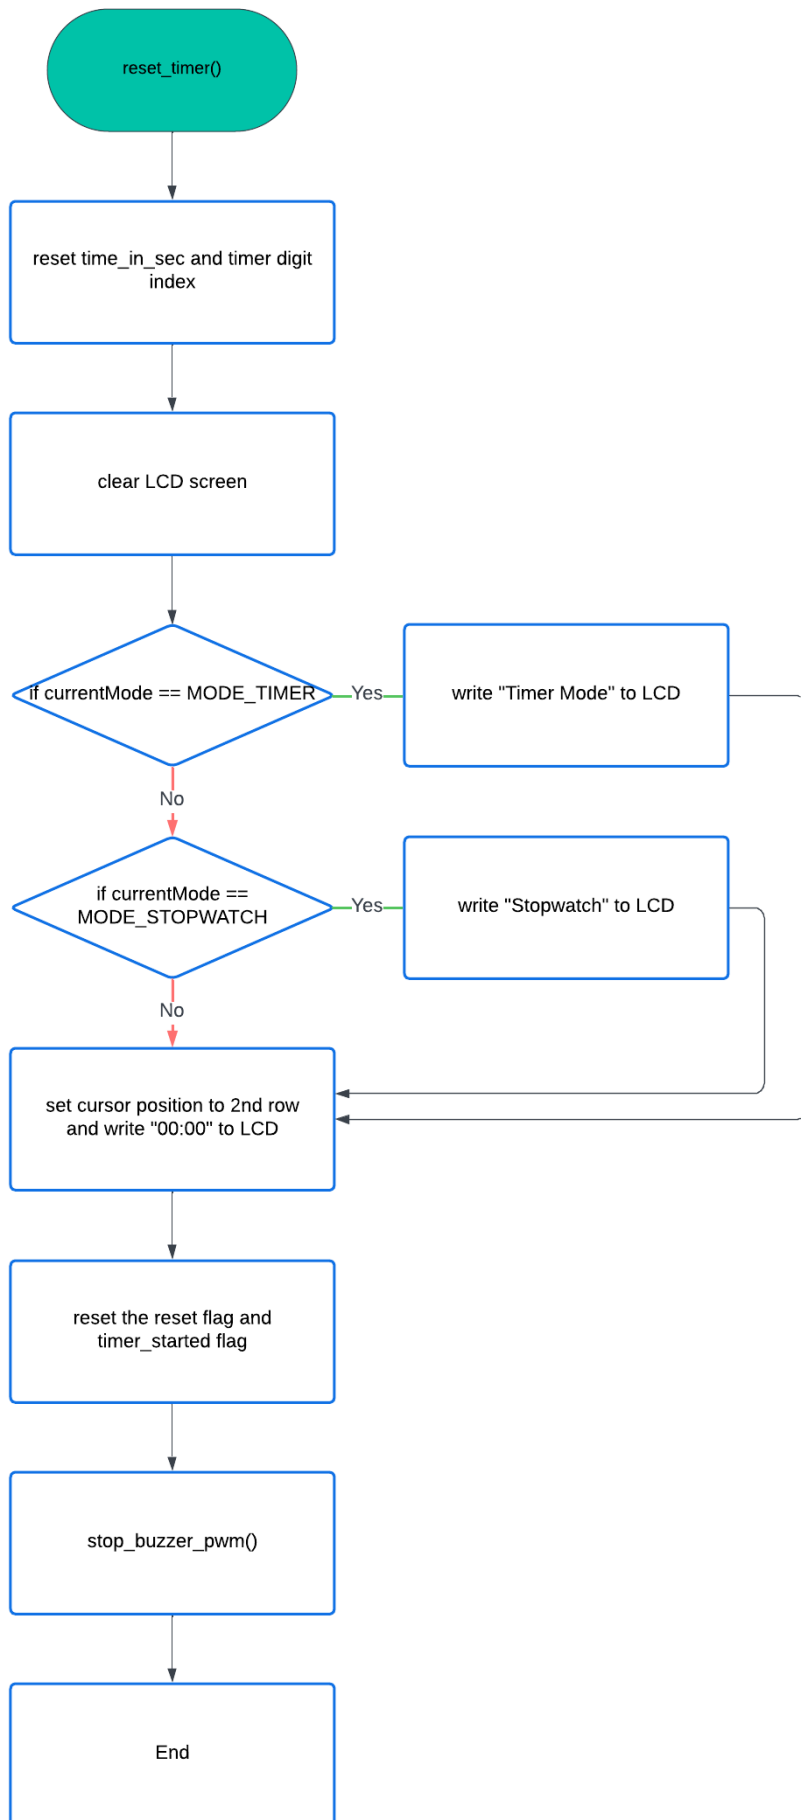 reset_timer()
reset time_in_sec and timer digit
index
clear LCD screen
if currentMode == MODE_TIMER
Yes
write "Timer Mode" to LCD
No
if currentMode ==
MODE_STOPWATCH
Yes
write "Stopwatch" to LCD
No
set cursor position to 2nd row
and write "00:00" to LCD
reset the reset flag and
timer_started flag
stop_buzzer_pwm()
End